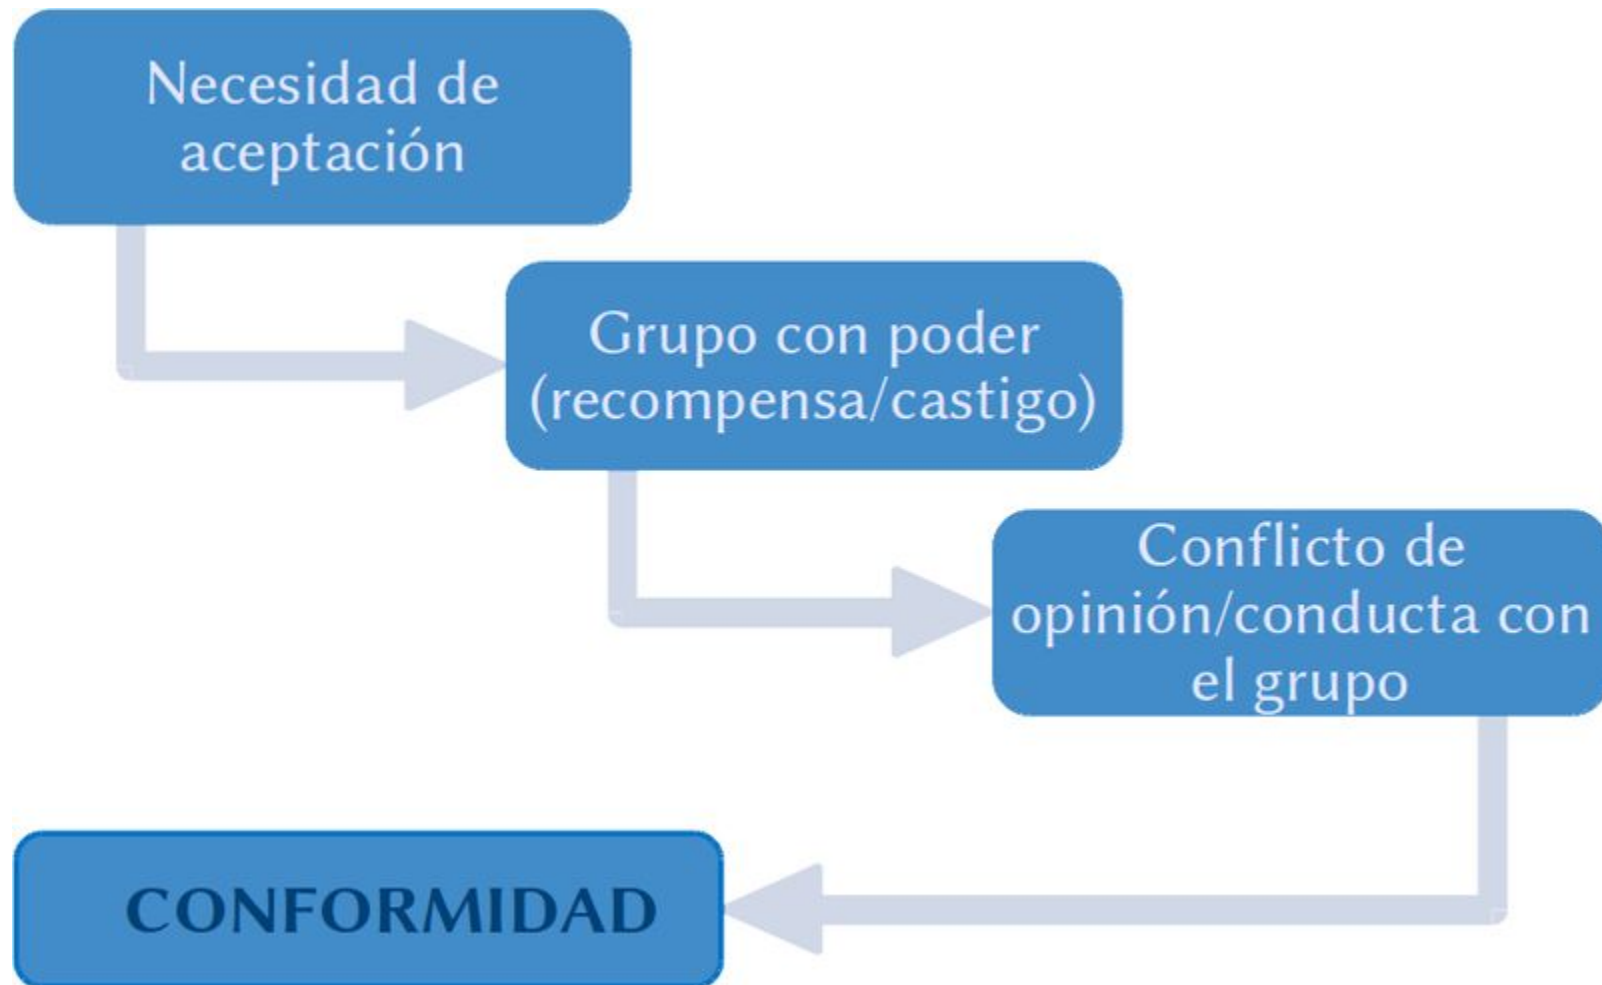 Necesidad de
aceptación
Grupo con poder
(recompensa/castigo)
Conflicto de
opinión/conducta con
el grupo
CONFORMIDAD